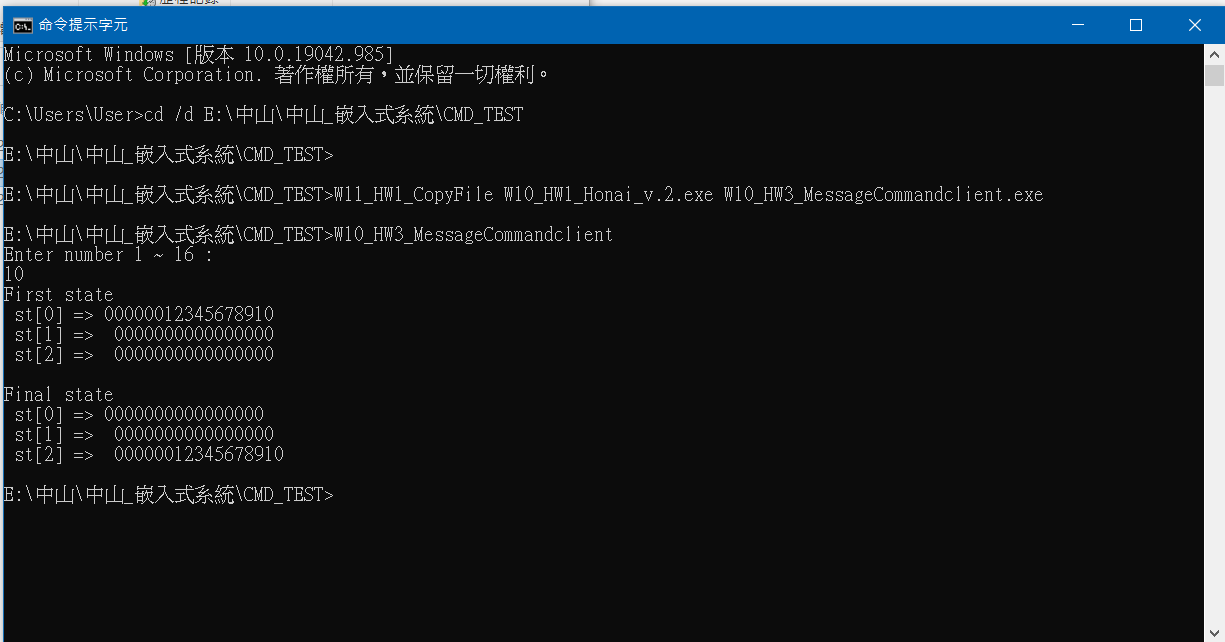 命令提示字元
Microsoft Windows [版本 10.0.19042.985]
(c) Microsoft Corporation. 著作權所有，並保留一切權利。
C:\Users\User>cd /d E:\中山\中山_嵌入式系統\CMD_TEST
E:\中山\中山_嵌入式系統\CMD_TEST>
E:\中山\中山_嵌入式系統\CMD_TEST>W11_HW1_CopyFile W10_HW1_Honai_v.2.exe W10_HW3_MessageCommandclient.exe
E:\中山\中山_嵌入式系統\CMD_TEST>W10_HW3_MessageCommandclient
Enter number 1 ~ 16 :
10
First state
st[0] => 00000012345678910
st[1] =>  0000000000000000
st[2] =>  0000000000000000
Final state
st[0] => 0000000000000000
st[1] =>  0000000000000000
st[2] =>  00000012345678910
E:\中山\中山_嵌入式系統\CMD_TEST>